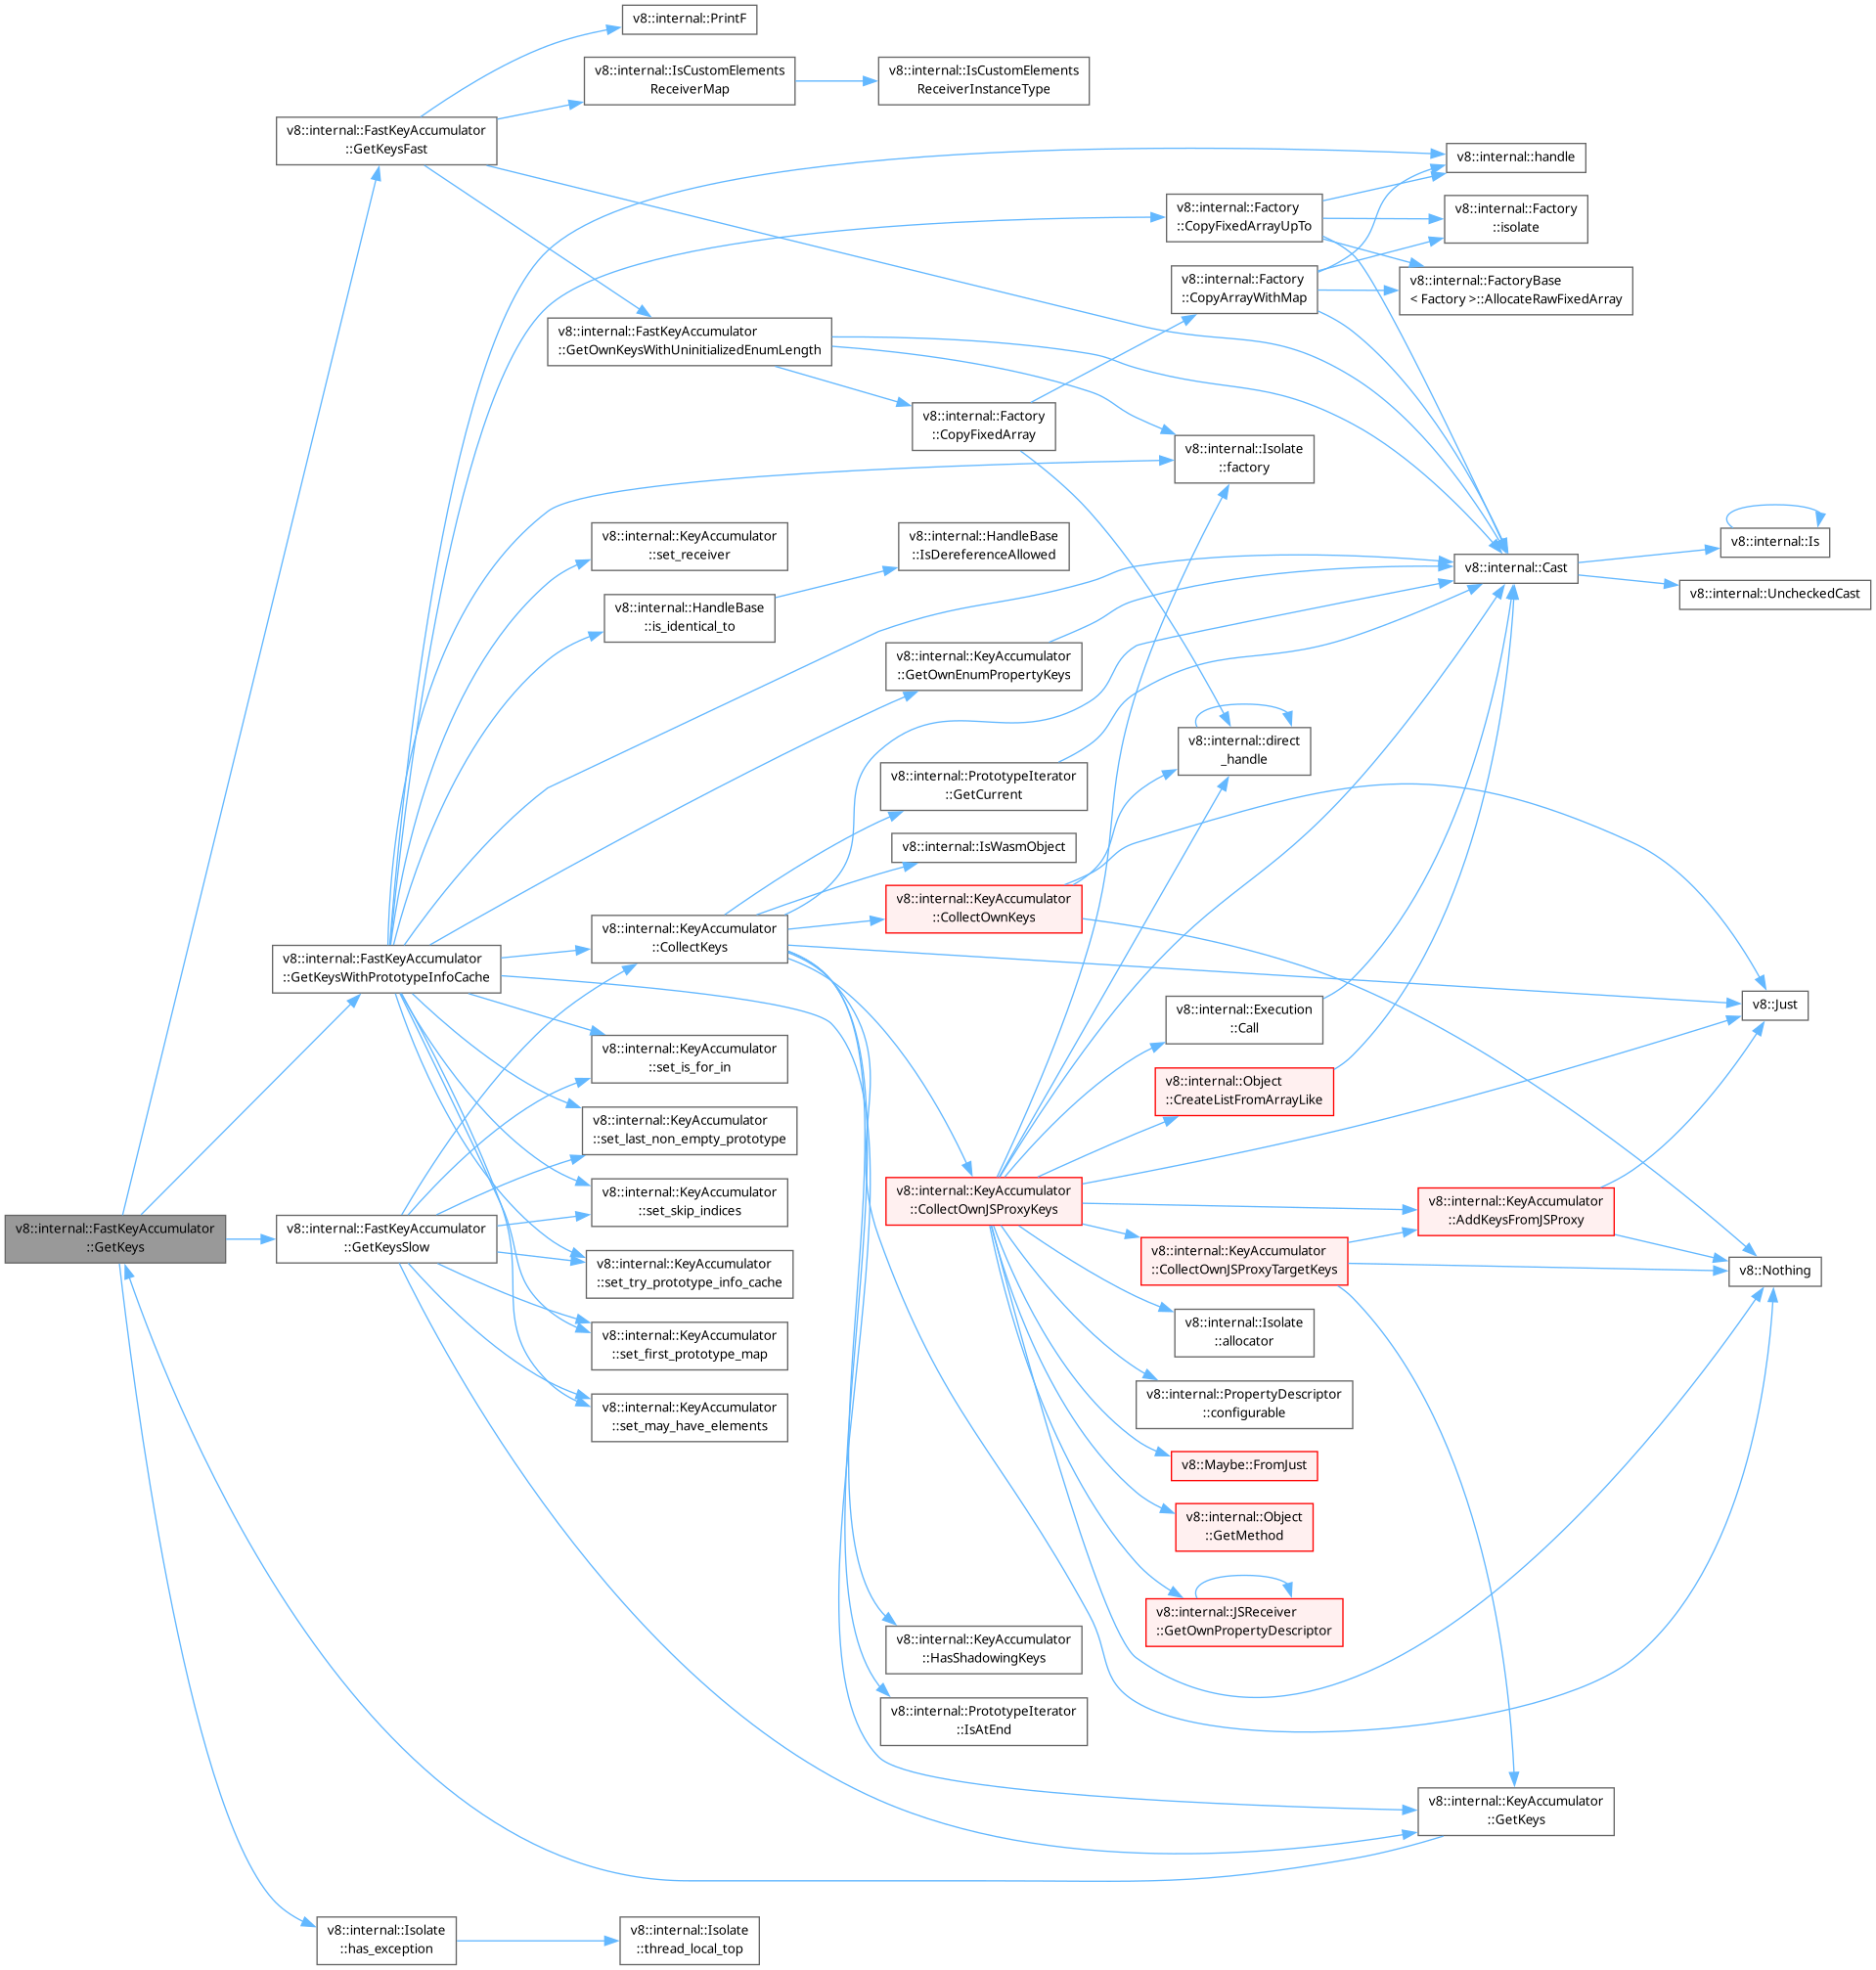 v8::internal::PrintF
v8::internal::IsCustomElements
ReceiverMap
v8::internal::IsCustomElements
ReceiverInstanceType
v8::internal::FastKeyAccumulator
::GetKeysFast
v8::internal::handle
v8::internal::Factory
::CopyFixedArrayUpTo
v8::internal::Factory
::isolate
v8::internal::Factory
::CopyArrayWithMap
v8::internal::FactoryBase
< Factory >::AllocateRawFixedArray
v8::internal::FastKeyAccumulator
::GetOwnKeysWithUninitializedEnumLength
v8::internal::Factory
::CopyFixedArray
v8::internal::Isolate
::factory
v8::internal::KeyAccumulator
::set_receiver
v8::internal::HandleBase
::IsDereferenceAllowed
v8::internal::Is
v8::internal::Cast
v8::internal::UncheckedCast
v8::internal::HandleBase
::is_identical_to
v8::internal::KeyAccumulator
::GetOwnEnumPropertyKeys
v8::internal::direct
_handle
v8::internal::PrototypeIterator
::GetCurrent
v8::internal::IsWasmObject
v8::internal::KeyAccumulator
::CollectOwnKeys
v8::internal::KeyAccumulator
::CollectKeys
v8::internal::FastKeyAccumulator
::GetKeysWithPrototypeInfoCache
v8::Just
v8::internal::Execution
::Call
v8::internal::KeyAccumulator
::set_is_for_in
v8::internal::Object
::CreateListFromArrayLike
v8::internal::KeyAccumulator
::set_last_non_empty_prototype
v8::internal::KeyAccumulator
::CollectOwnJSProxyKeys
v8::internal::KeyAccumulator
::set_skip_indices
v8::internal::KeyAccumulator
::AddKeysFromJSProxy
v8::internal::FastKeyAccumulator
::GetKeys
v8::internal::FastKeyAccumulator
::GetKeysSlow
v8::internal::KeyAccumulator
::CollectOwnJSProxyTargetKeys
v8::internal::KeyAccumulator
::set_try_prototype_info_cache
v8::Nothing
v8::internal::Isolate
::allocator
v8::internal::KeyAccumulator
::set_first_prototype_map
v8::internal::PropertyDescriptor
::configurable
v8::internal::KeyAccumulator
::set_may_have_elements
v8::Maybe::FromJust
v8::internal::Object
::GetMethod
v8::internal::JSReceiver
::GetOwnPropertyDescriptor
v8::internal::KeyAccumulator
::HasShadowingKeys
v8::internal::PrototypeIterator
::IsAtEnd
v8::internal::KeyAccumulator
::GetKeys
v8::internal::Isolate
::has_exception
v8::internal::Isolate
::thread_local_top